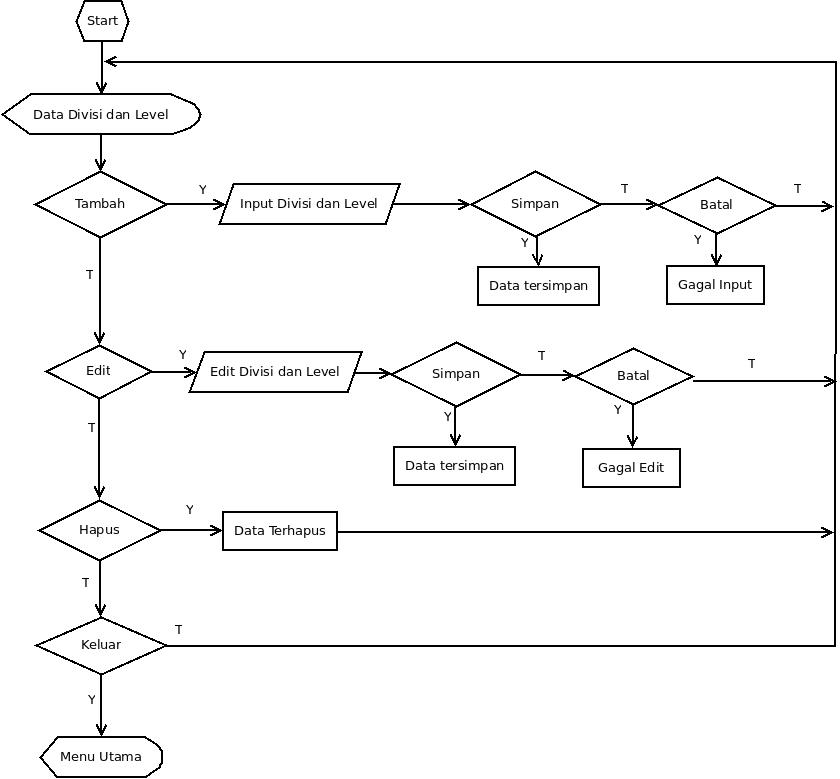 Start
Data Divisi dan Level
Tambah
Y
Input Divisi dan Level
Simpan
T
Batal
T
Y
Data tersimpan
Y
Gagal Input
T
Edit
Y
Edit Divisi dan Level
Simpan
T
Batal
T
Y
Data tersimpan
Y
Gagal Edit
T
Hapus
Y
Data Terhapus
T
Keluar
T
Y
Menu Utama